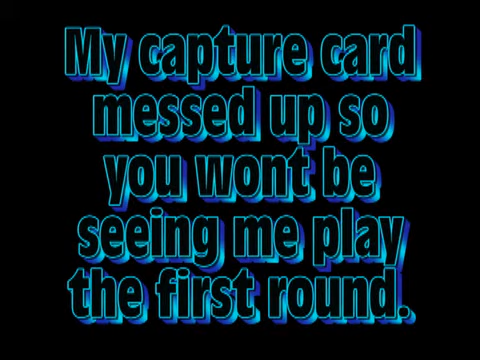 My capture card
messed up so
you wont be
seeing me play
the first round.